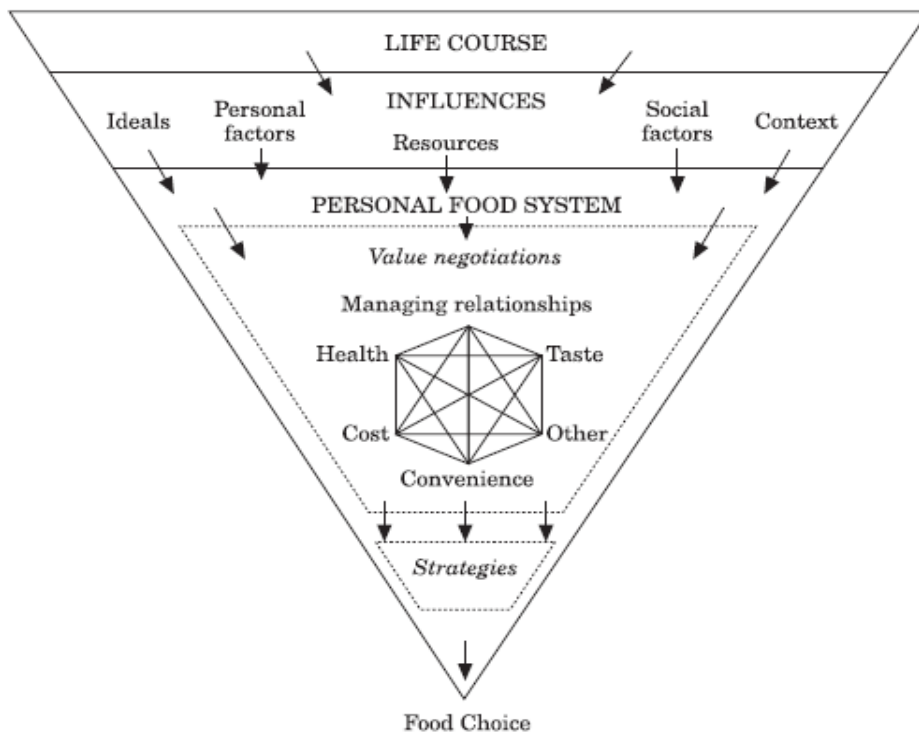 LIFE COURSE
INFLUENCES
Ideals
Personal
factors
Resources
Social
factors
Context
PERSONAL FOOD SYSTEM
Value negotiations
Managing relationships
Health
Taste
Cost
Other
Convenience
Strategies
Food Choice